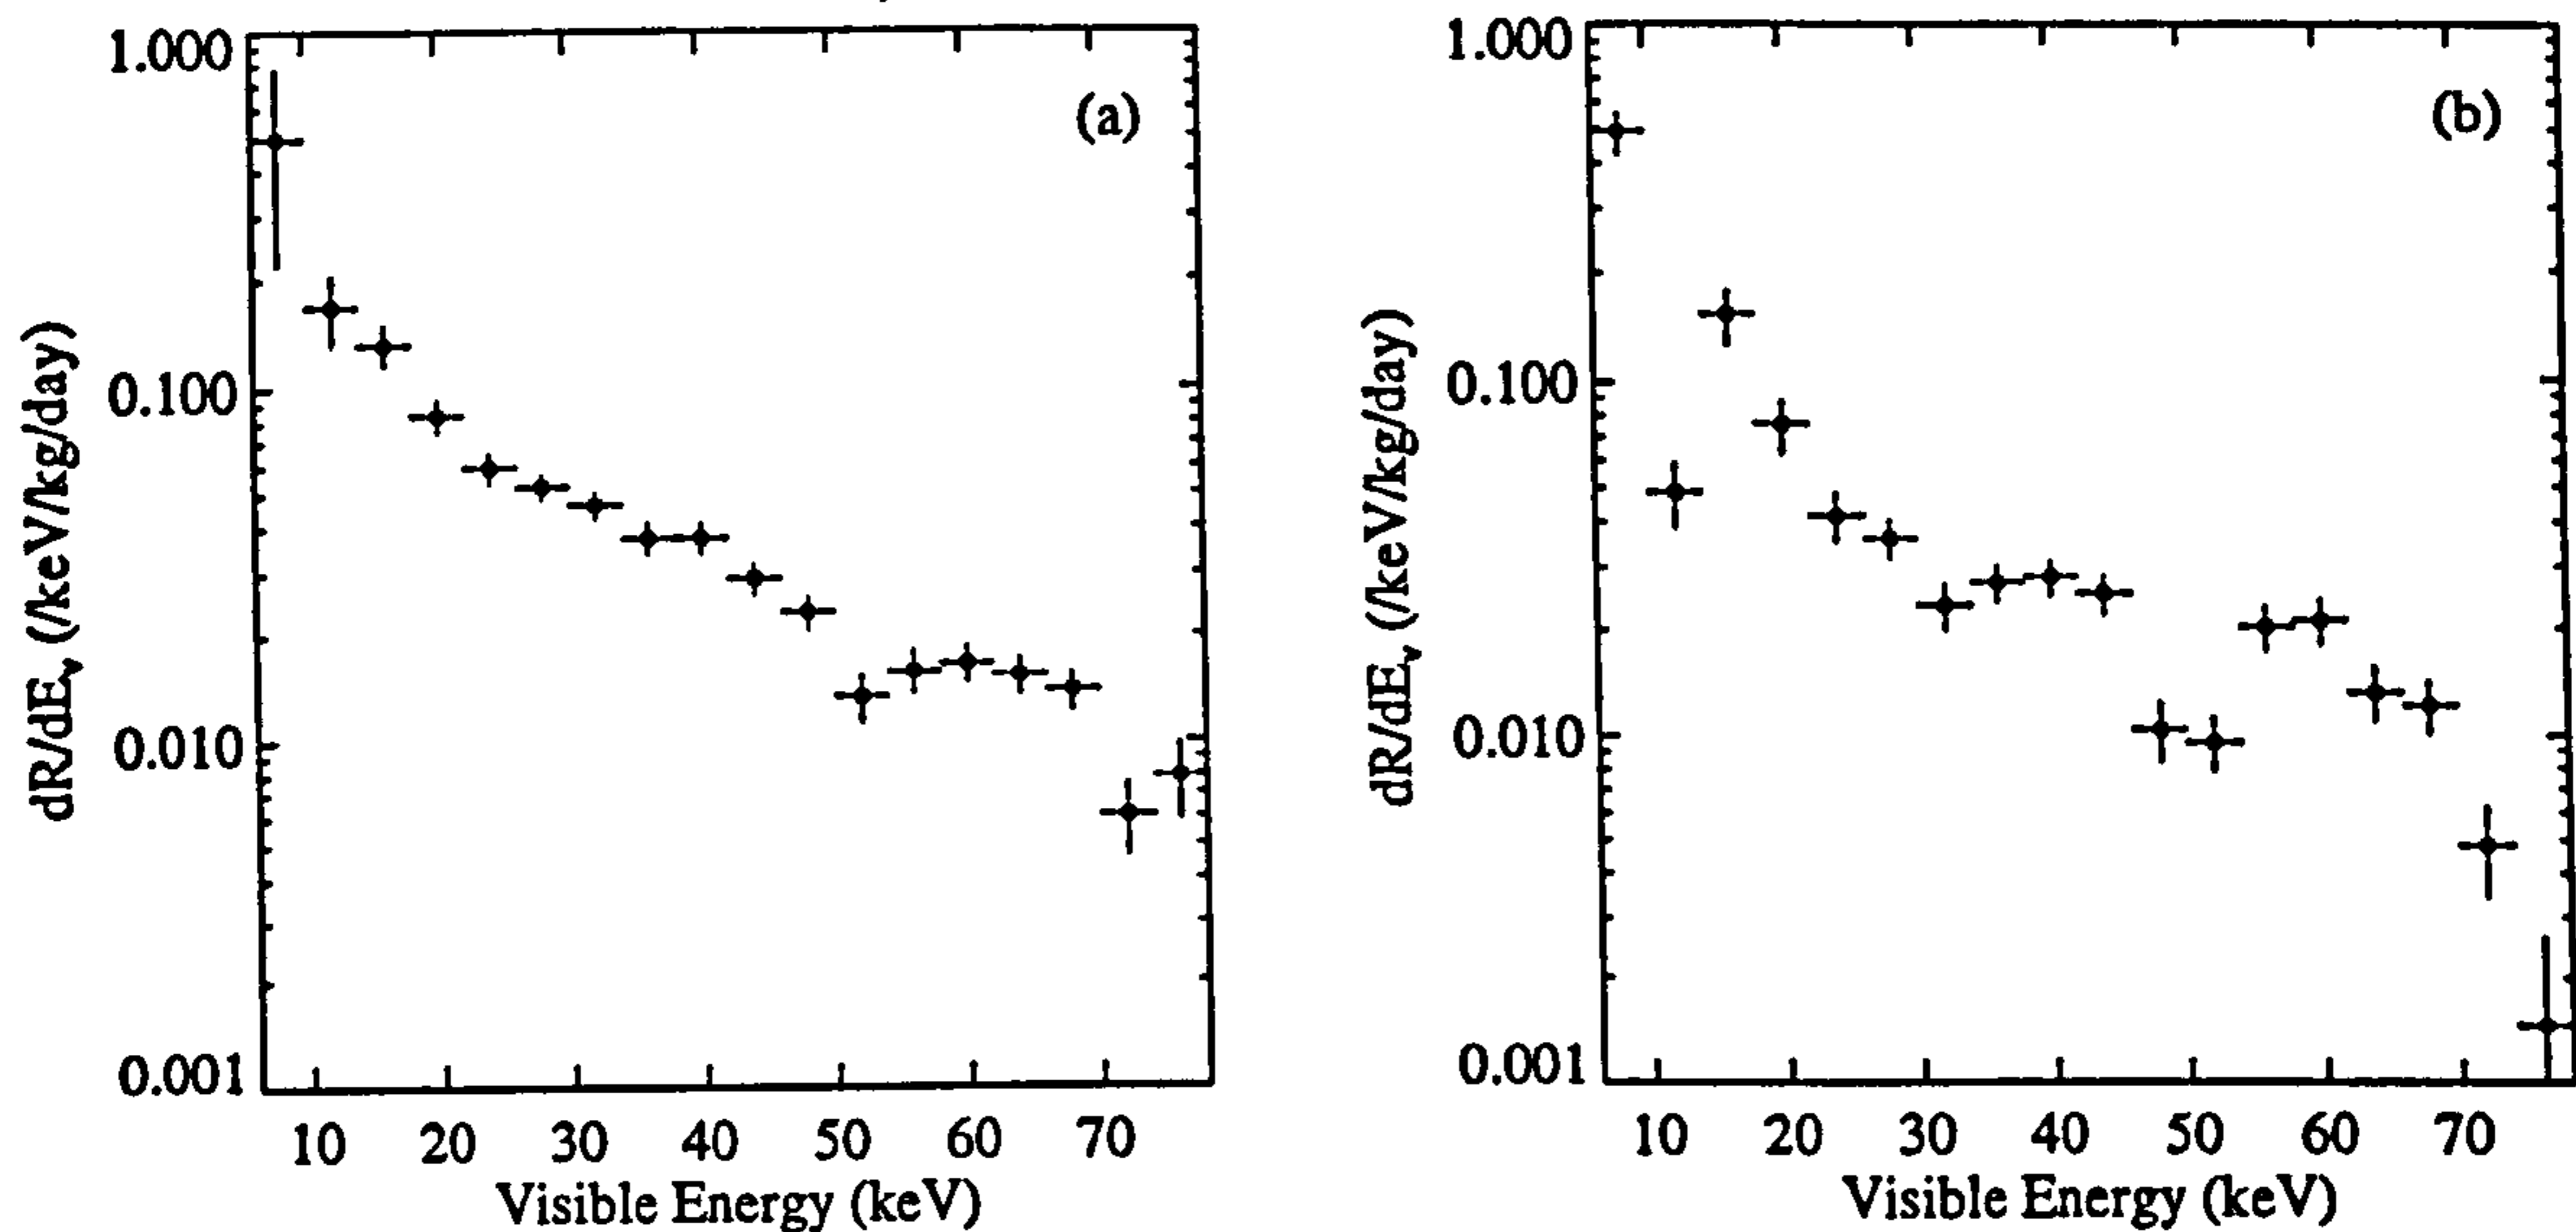 1.000
0.100
0.010
0.001
dR/dEᵥ (/keV/kg/day)
(a)
10 20 30 40 50 60 70
Visible Energy (keV)
1.000
0.100
0.010
0.001
dR/dEᵥ (/keV/kg/day)
(b)
10 20 30 40 50 60 70
Visible Energy (keV)